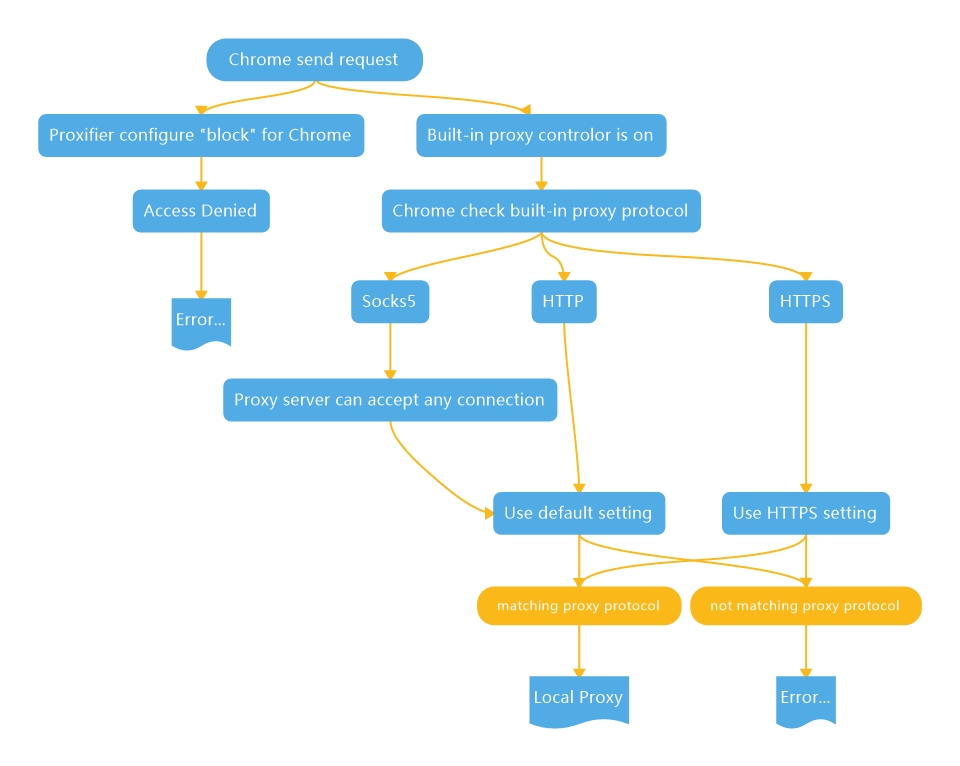 Chrome send request
Proxifier configure "block" for Chrome
Built-in proxy controlor is on
Access Denied
Chrome check built-in proxy protocol
Socks5
HTTP
HTTPS
Error...
Proxy server can accept any connection
Use default setting
Use HTTPS setting
matching proxy protocol
not matching proxy protocol
Local Proxy
Error...